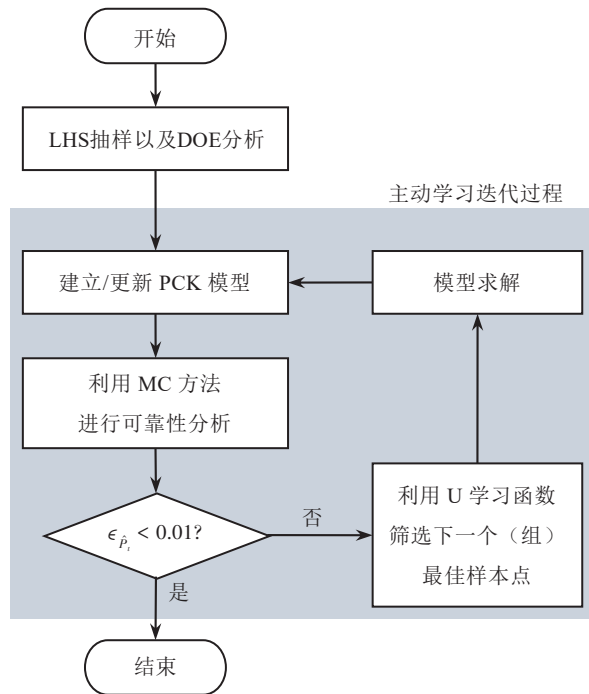 开始
LHS抽样以及DOE分析
主动学习迭代过程
建立/更新 PCK 模型
模型求解
利用 MC 方法
进行可靠性分析
利用 U 学习函数
筛选下一个（组）
最佳样本点
ϵ_{P̂_t} < 0.01?
否
是
结束